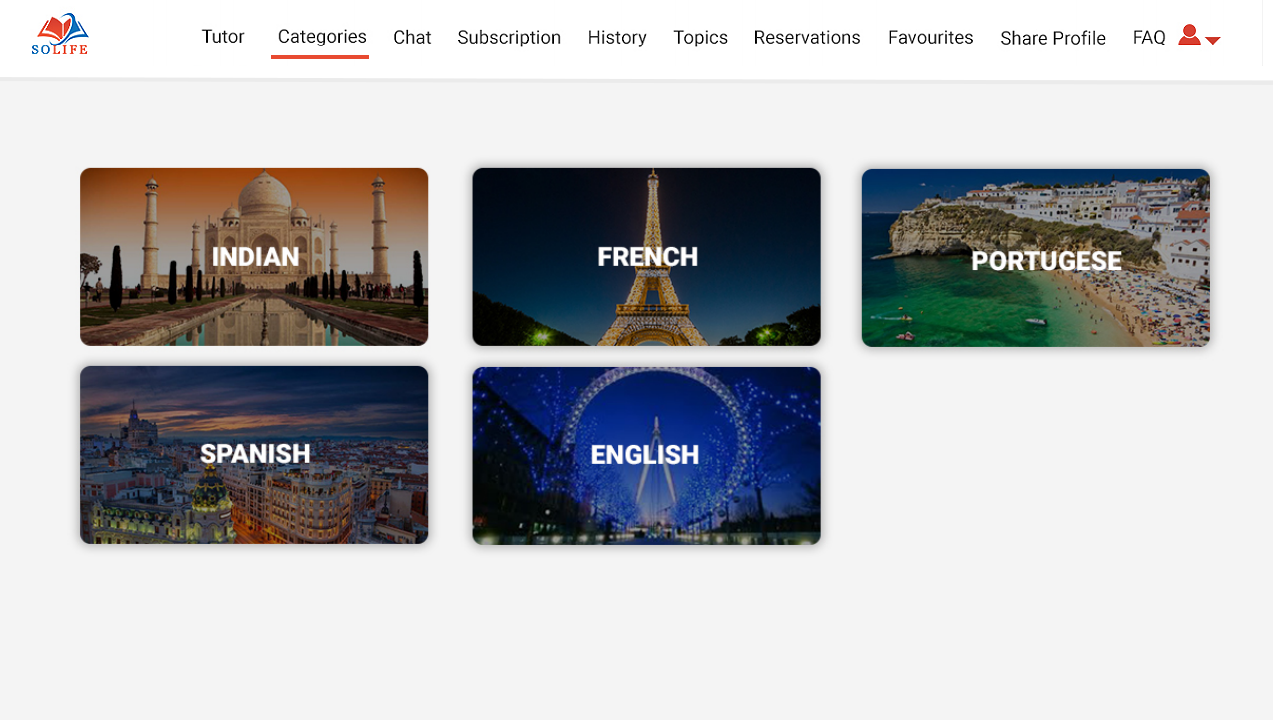 SOLIFE
Tutor Categories Chat Subscription History Topics Reservations Favourites Share Profile FAQ
INDIAN
FRENCH
PORTUGESE
SPANISH
ENGLISH